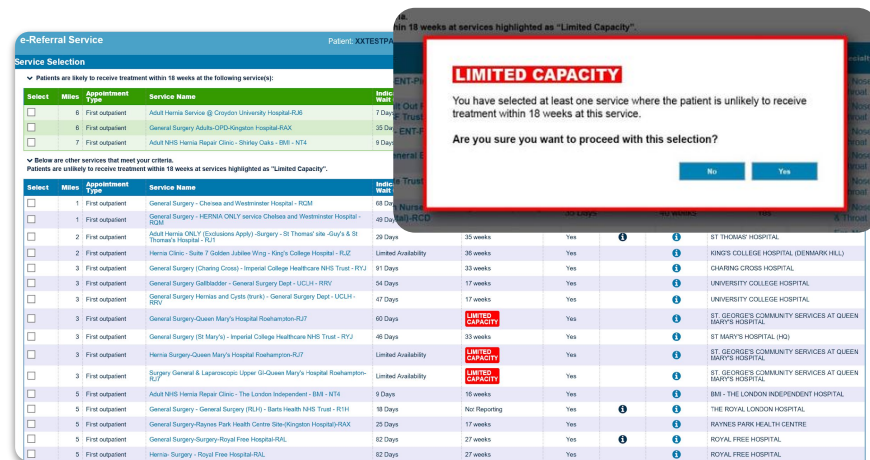 e-Referral Service
Patient: XXTESTPA
Service Selection
Patients are likely to receive treatment within 18 weeks at the following service(s):
Select Miles Appointment Type Service Name Indic Wait
6 First outpatient Adult Hernia Service @ Croydon University Hospital-RJ6 7 Days
6 First outpatient General Surgery Adults-OPD-Kingston Hospital-RAX 35 Da
7 First outpatient Adult NHS Hernia Repair Clinic - Shirley Oaks - BMI - NT4 9 Days
Below are other services that meet your criteria.
Patients are unlikely to receive treatment within 18 weeks at services highlighted as "Limited Capacity".
Select Miles Appointment Type Service Name Indic Wait
1 First outpatient General Surgery - Chelsea and Westminster Hospital - RQM 68 Da
1 First outpatient General Surgery - HERNIA ONLY service Chelsea and Westminster Hospital - RQM 49 Day
2 First outpatient Adult Hernia ONLY (Exclusions Apply) -Surgery - St Thomas' site -Guy's & St Thomas's Hospital - RJ1 29 Days 35 weeks Yes ST THOMAS' HOSPITAL
2 First outpatient Hernia Clinic - Suite 7 Golden Jubilee Wing - King's College Hospital - RJZ Limited Availability 36 weeks Yes KING'S COLLEGE HOSPITAL (DENMARK HILL)
3 First outpatient General Surgery (Charing Cross) - Imperial College Healthcare NHS Trust - RYJ 91 Days 33 weeks Yes CHARING CROSS HOSPITAL
3 First outpatient General Surgery Gallbladder - General Surgery Dept - UCLH - RRV 54 Days 17 weeks Yes UNIVERSITY COLLEGE HOSPITAL
3 First outpatient General Surgery Hernias and Cysts (trunk) - General Surgery Dept - UCLH - RRV 47 Days 17 weeks Yes UNIVERSITY COLLEGE HOSPITAL
3 First outpatient General Surgery-Queen Mary's Hospital Roehampton-RJ7 60 Days LIMITED CAPACITY Yes ST. GEORGE'S COMMUNITY SERVICES AT QUEEN MARY'S HOSPITAL
3 First outpatient General Surgery (St Mary's) - Imperial College Healthcare NHS Trust - RYJ 46 Days 33 weeks Yes ST MARY'S HOSPITAL (HQ)
3 First outpatient Hernia Surgery-Queen Mary's Hospital Roehampton-RJ7 Limited Availability LIMITED CAPACITY Yes ST. GEORGE'S COMMUNITY SERVICES AT QUEEN MARY'S HOSPITAL
3 First outpatient Surgery General & Laparoscopic Upper GI-Queen Mary's Hospital Roehampton-RJ7 Limited Availability LIMITED CAPACITY Yes ST. GEORGE'S COMMUNITY SERVICES AT QUEEN MARY'S HOSPITAL
5 First outpatient Adult NHS Hernia Repair Clinic - The London Independent - BMI - NT4 9 Days 16 weeks Yes BMI - THE LONDON INDEPENDENT HOSPITAL
5 First outpatient General Surgery - General Surgery (RLH) - Barts Health NHS Trust - R1H 18 Days Not Reporting Yes THE ROYAL LONDON HOSPITAL
5 First outpatient General Surgery-Raynes Park Health Centre Site-(Kingston Hospital)-RAX 25 Days 17 weeks Yes RAYNES PARK HEALTH CENTRE
5 First outpatient General Surgery-Surgery-Royal Free Hospital-RAL 82 Days 27 weeks Yes ROYAL FREE HOSPITAL
5 First outpatient Hernia- Surgery - Royal Free Hospital-RAL 82 Days 27 weeks Yes ROYAL FREE HOSPITAL
hin 18 weeks at services highlighted as "Limited Capacity".
LIMITED CAPACITY
You have selected at least one service where the patient is unlikely to receive
treatment within 18 weeks at this service.
Are you sure you want to proceed with this selection?
No Yes